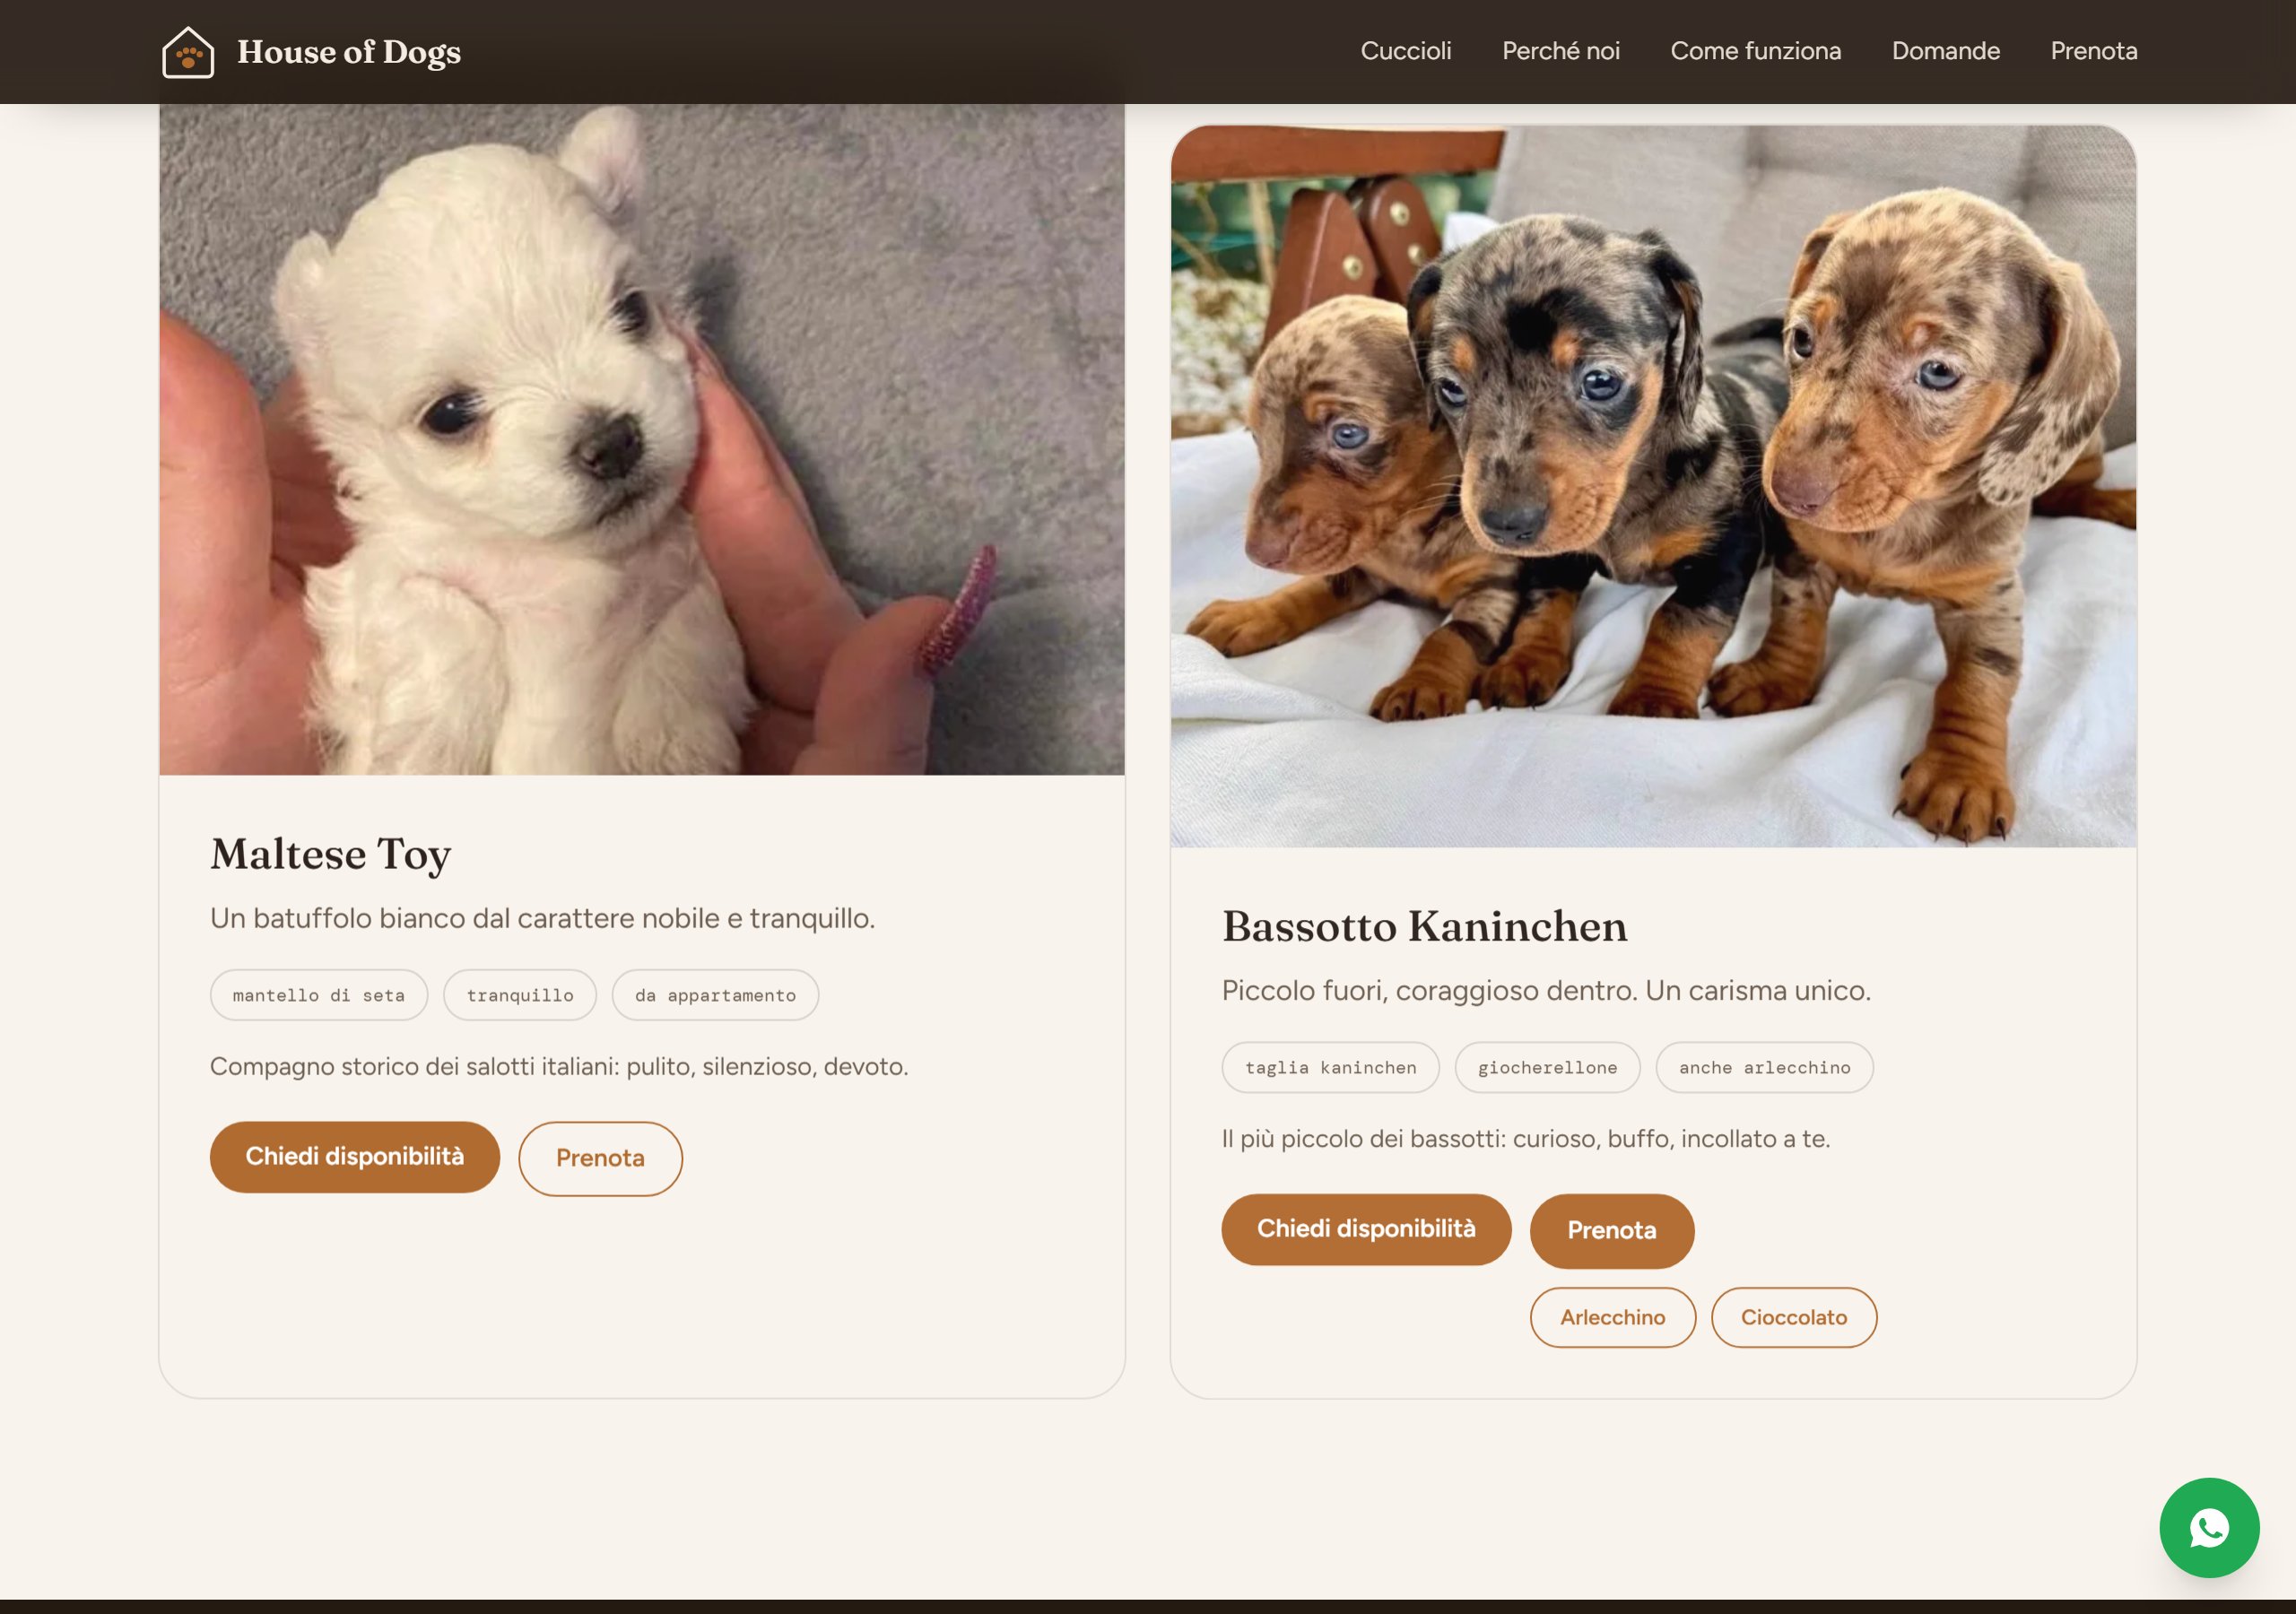 House of Dogs
Cuccioli
Perché noi
Come funziona
Domande
Prenota
Maltese Toy
Un batuffolo bianco dal carattere nobile e tranquillo.
mantello di seta
tranquillo
da appartamento
Compagno storico dei salotti italiani: pulito, silenzioso, devoto.
Chiedi disponibilità
Prenota
Bassotto Kaninchen
Piccolo fuori, coraggioso dentro. Un carisma unico.
taglia kaninchen
giocherellone
anche arlecchino
Il più piccolo dei bassotti: curioso, buffo, incollato a te.
Chiedi disponibilità
Prenota
Arlecchino
Cioccolato